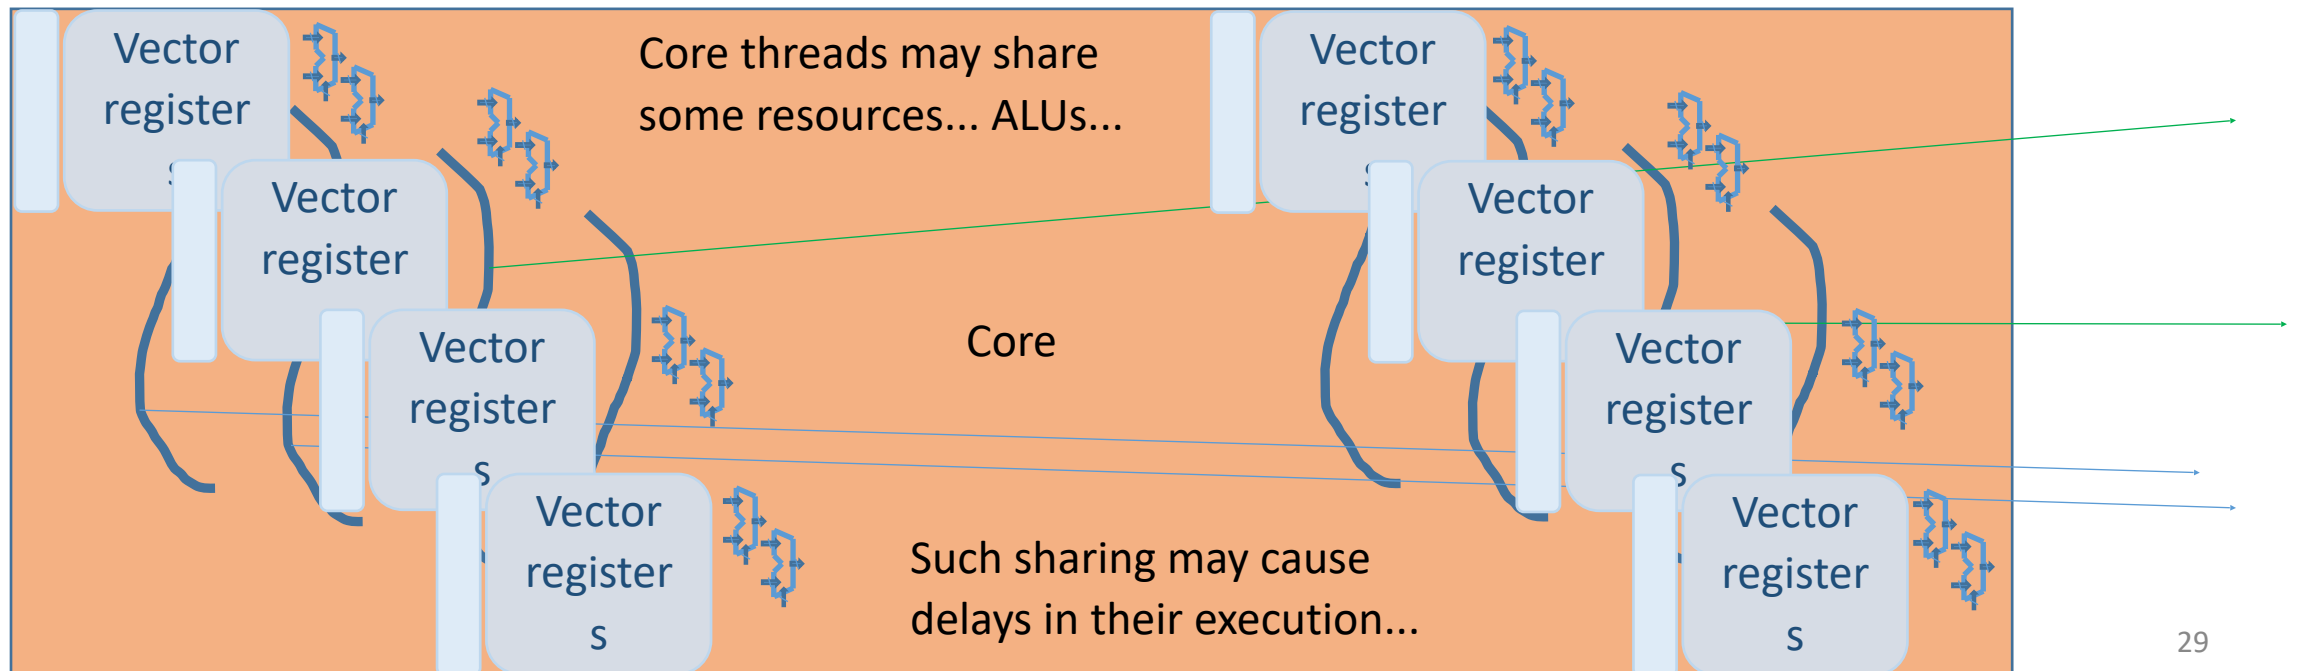 Vector
register
s
Core threads may share
some resources... ALUs...
Vector
register
s
Vector
register
Vector
register
Vector
register
s
Core
Vector
register
s
Vector
register
s
Such sharing may cause
delays in their execution...
Vector
register
s
29